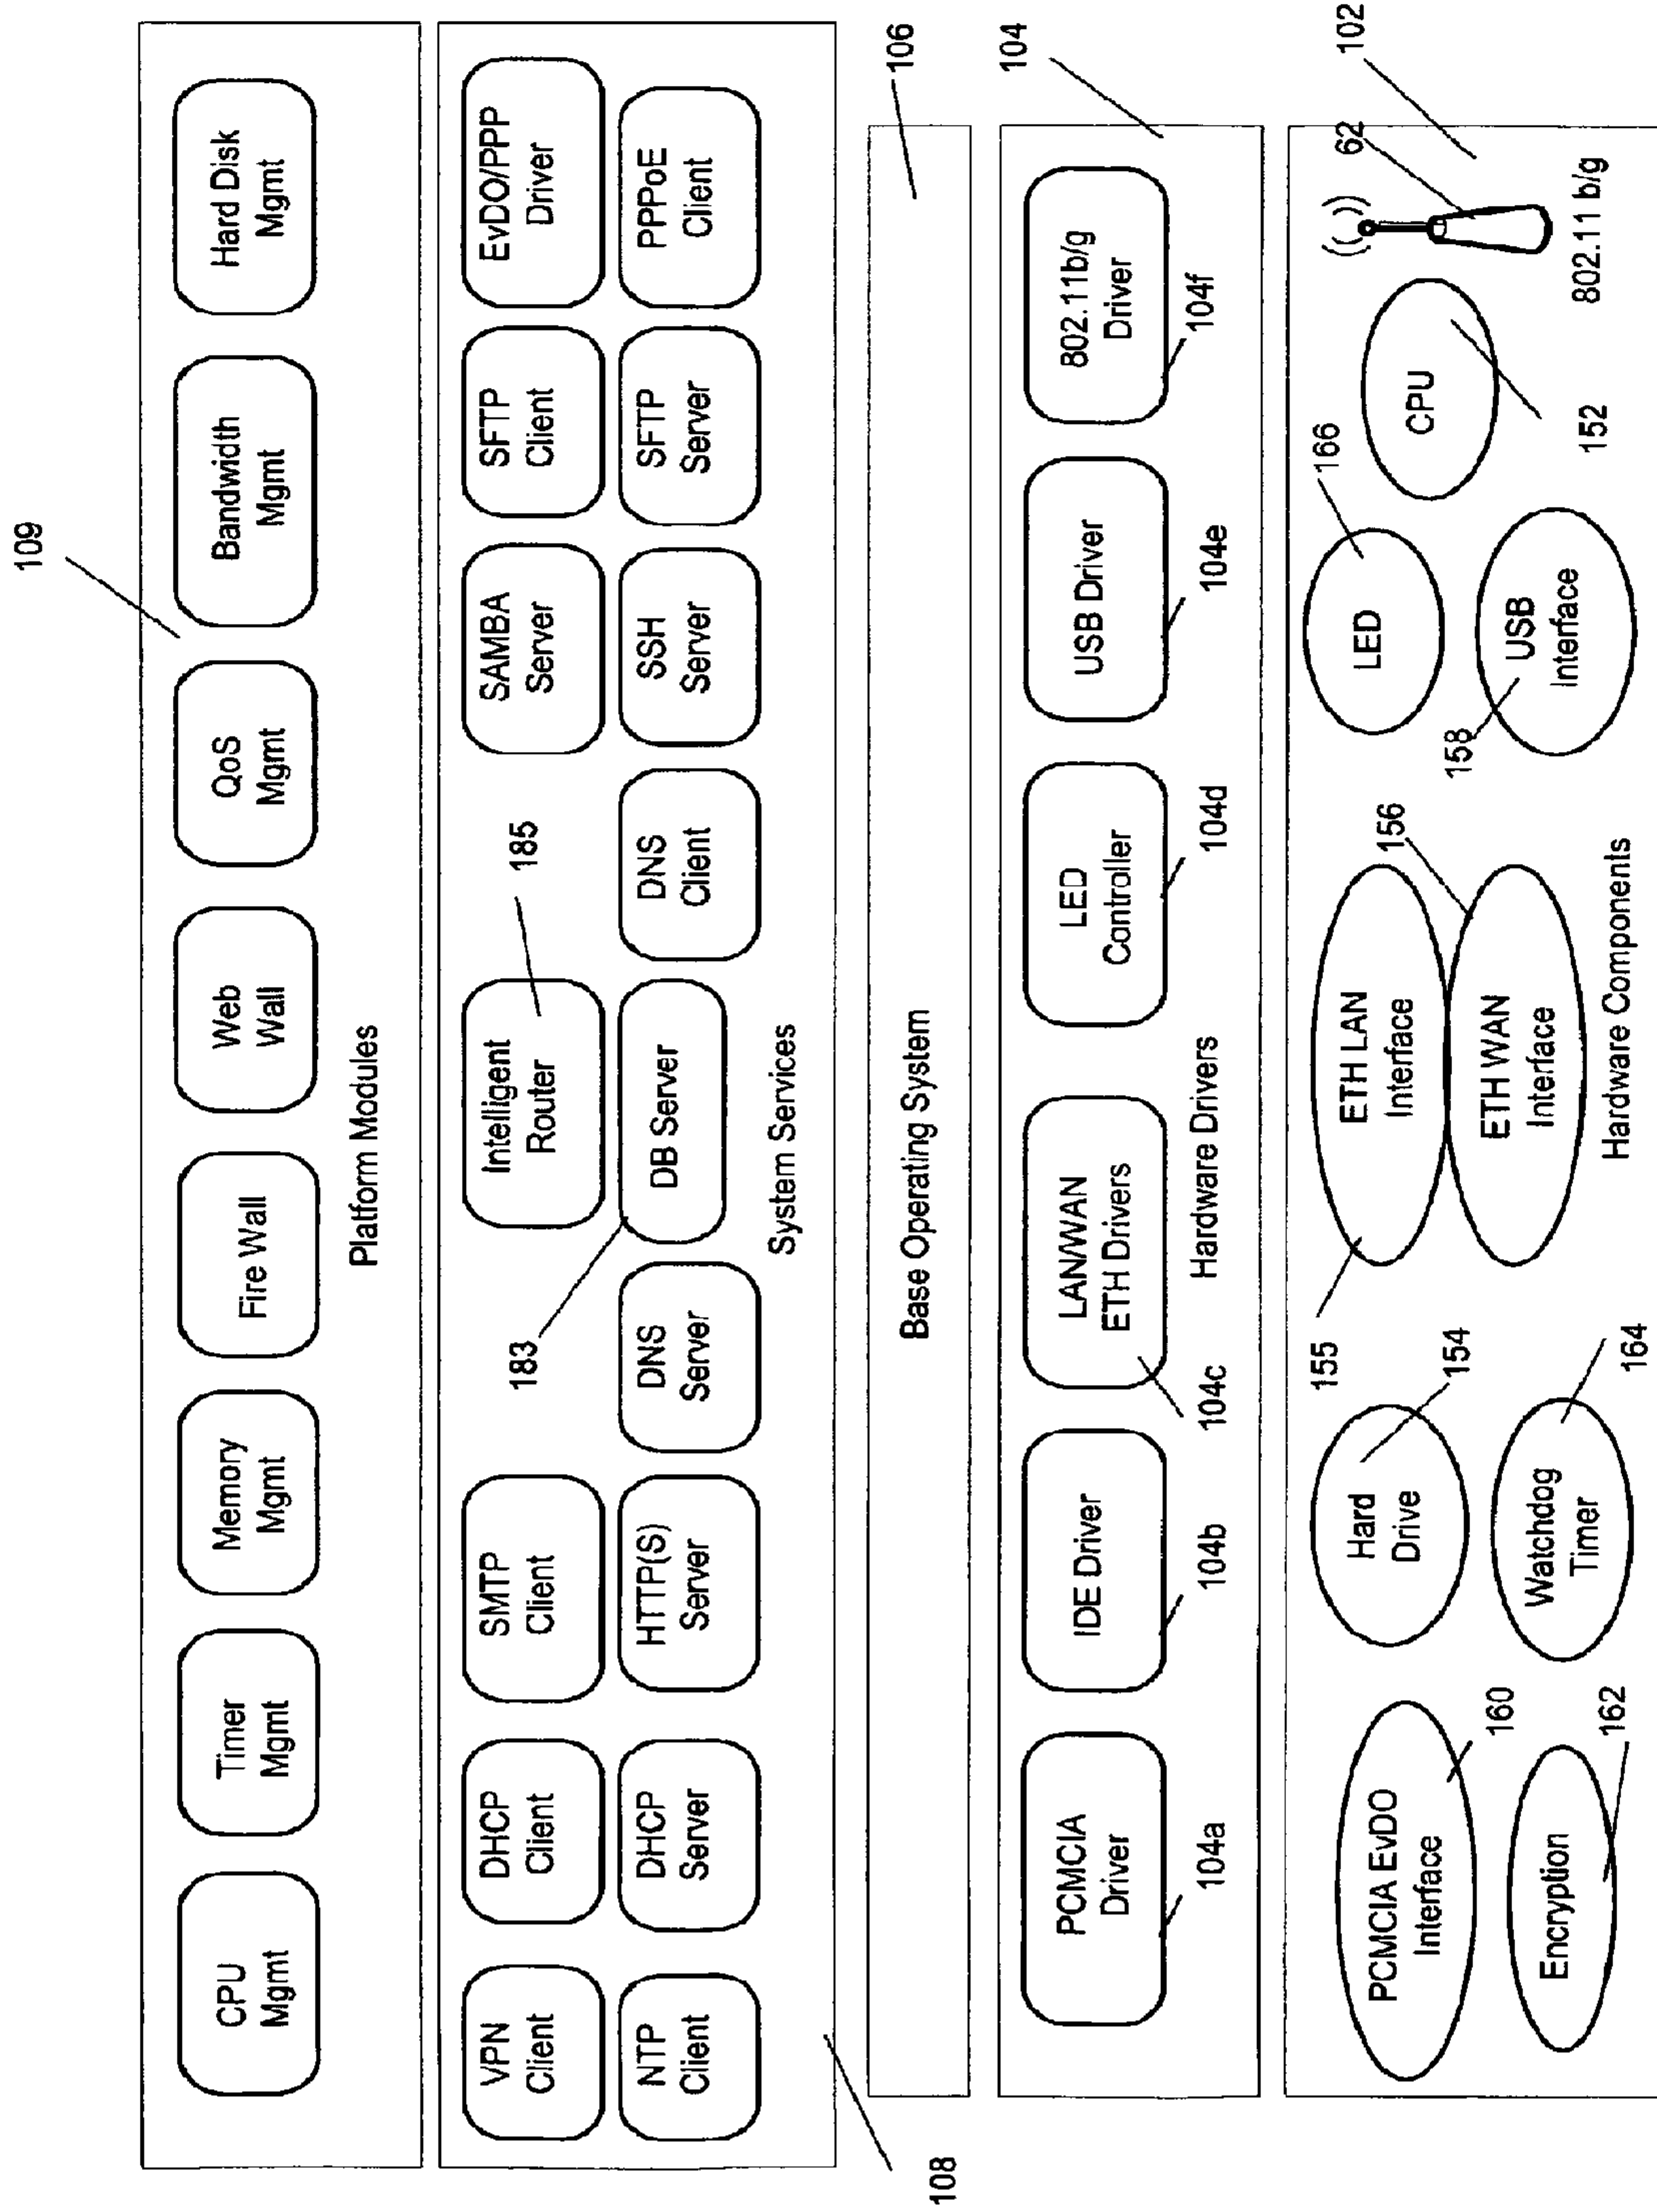 109
CPU
Mgmt
Timer
Mgmt
Memory
Mgmt
Fire Wall
Web
Wall
QoS
Mgmt
Bandwidth
Mgmt
Hard Disk
Mgmt
Platform Modules
VPN
Client
DHCP
Client
SMTP
Client
183
Intelligent
Router
185
SAMBA
Server
SFTP
Client
EvDO/PPP
Driver
NTP
Client
DHCP
Server
HTTP(S)
Server
DNS
Server
DB Server
DNS
Client
SSH
Server
SFTP
Server
PPPoE
Client
System Services
108
Base Operating System
106
PCMCIA
Driver
IDE Driver
LAN/WAN
ETH Drivers
LED
Controller
USB Driver
802.11b/g
Driver
104
104a
104b
104c
Hardware Drivers
104d
104e
104f
PCMCIA EvDO
Interface
160
Hard
Drive
154
155
ETH LAN
Interface
156
LED
166
CPU
152
62
102
Encryption
162
Watchdog
Timer
164
ETH WAN
Interface
158
USB
Interface
802.11 b/g
Hardware Components